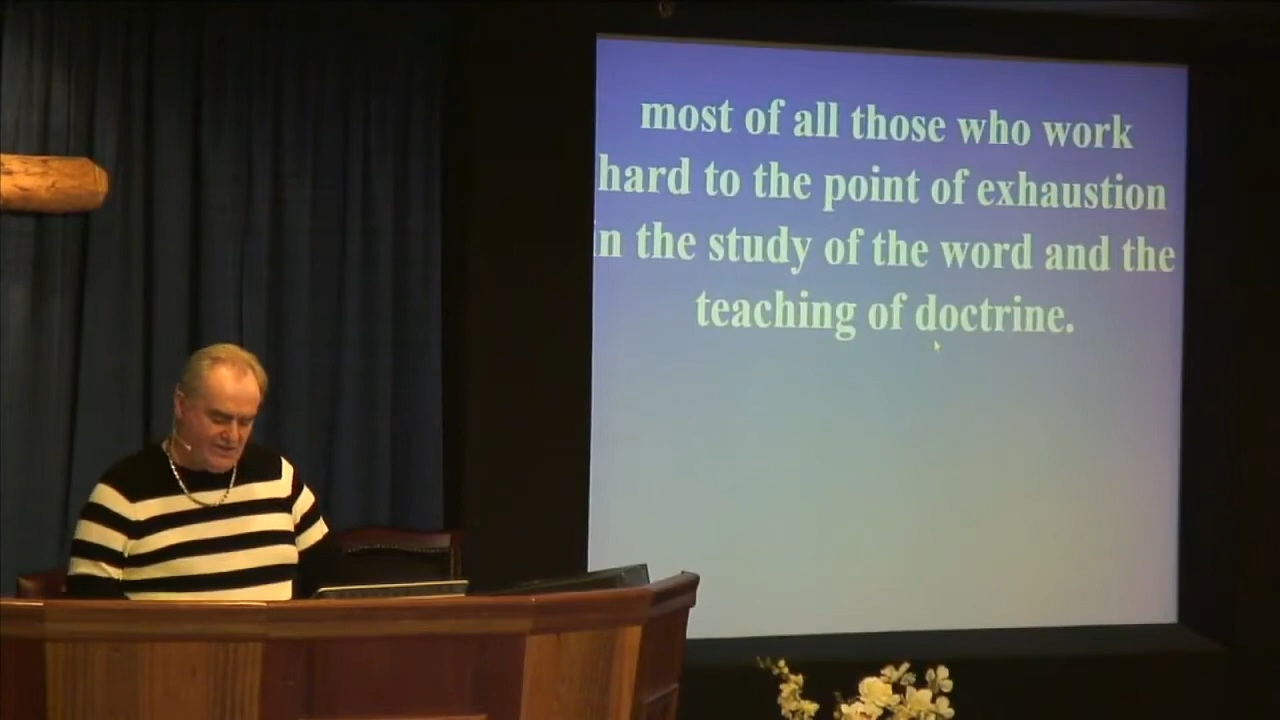 most of all those who work
hard to the point of exhaustion
in the study of the word and the
teaching of doctrine.